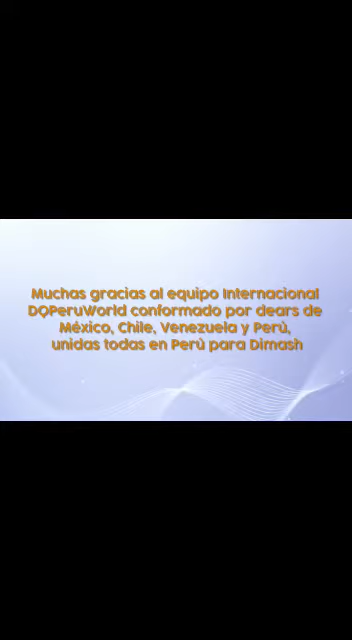 Muchas gracias al equipo Internacional
DQPeruWorld conformado por dears de
México, Chile, Venezuela y Perú,
unidas todas en Perú para Dimash